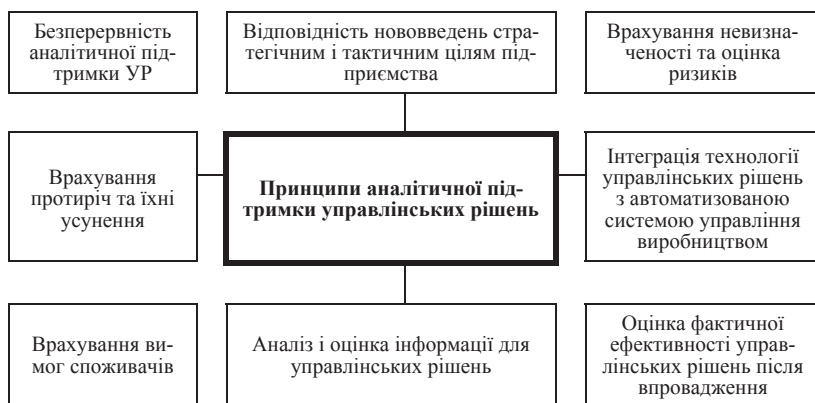 Безперервність
аналітичної під-
тримки УР
Відповідність нововведень стра-
тегічним і тактичним цілям під-
приємства
Врахування невизна-
ченості та оцінка
ризиків
Врахування
протиріч та їхні
усунення
Принципи аналітичної під-
тримки управлінських рішень
Інтеграція технології
управлінських рішень
з автоматизованою
системою управління
виробництвом
Врахування ви-
мог споживачів
Аналіз і оцінка інформації для
управлінських рішень
Оцінка фактичної
ефективності управ-
лінських рішень після
впровадження